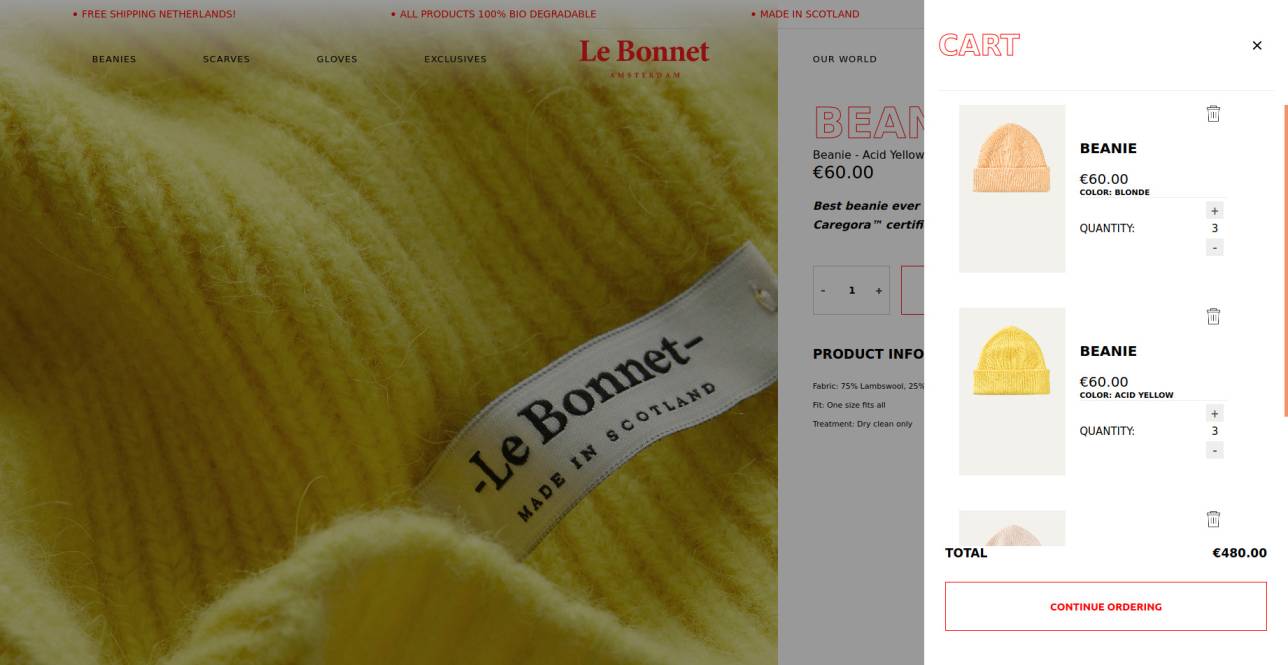 • FREE SHIPPING NETHERLANDS!
• ALL PRODUCTS 100% BIO DEGRADABLE
• MADE IN SCOTLAND
BEANIES
SCARVES
GLOVES
EXCLUSIVES
Le Bonnet
AMSTERDAM
OUR WORLD
-Le Bonnet-
MADE IN SCOTLAND
BEAN
Beanie - Acid Yellow
€60.00
Best beanie ever
Caregora™ certifi
- 1 +
PRODUCT INFO
Fabric: 75% Lambswool, 25%
Fit: One size fits all
Treatment: Dry clean only
CART
×
BEANIE
€60.00
COLOR: BLONDE
+
QUANTITY: 3
-
BEANIE
€60.00
COLOR: ACID YELLOW
+
QUANTITY: 3
-
TOTAL €480.00
CONTINUE ORDERING